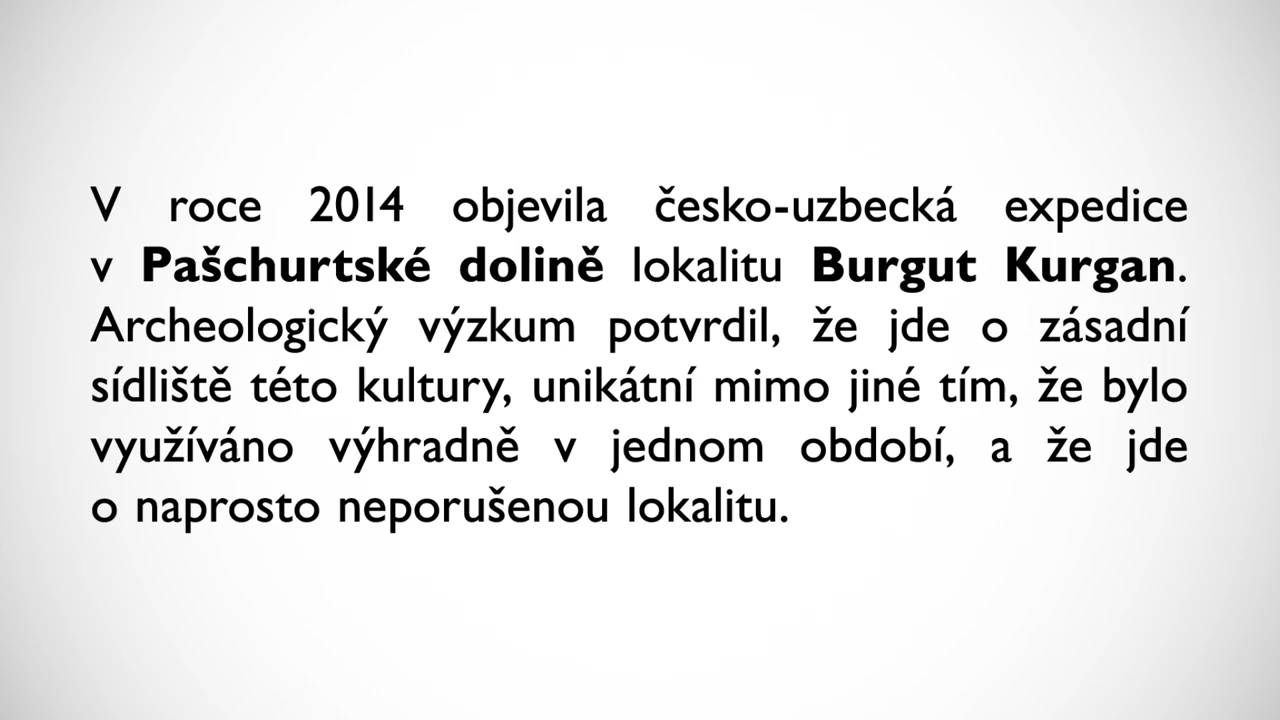 V roce 2014 objevila česko-uzbecká expedice
v Pašchurtské dolině lokalitu Burgut Kurgan.
Archeologický výzkum potvrdil, že jde o zásadní
sídliště této kultury, unikátní mimo jiné tím, že bylo
využíváno výhradně v jednom období, a že jde
o naprosto neporušenou lokalitu.